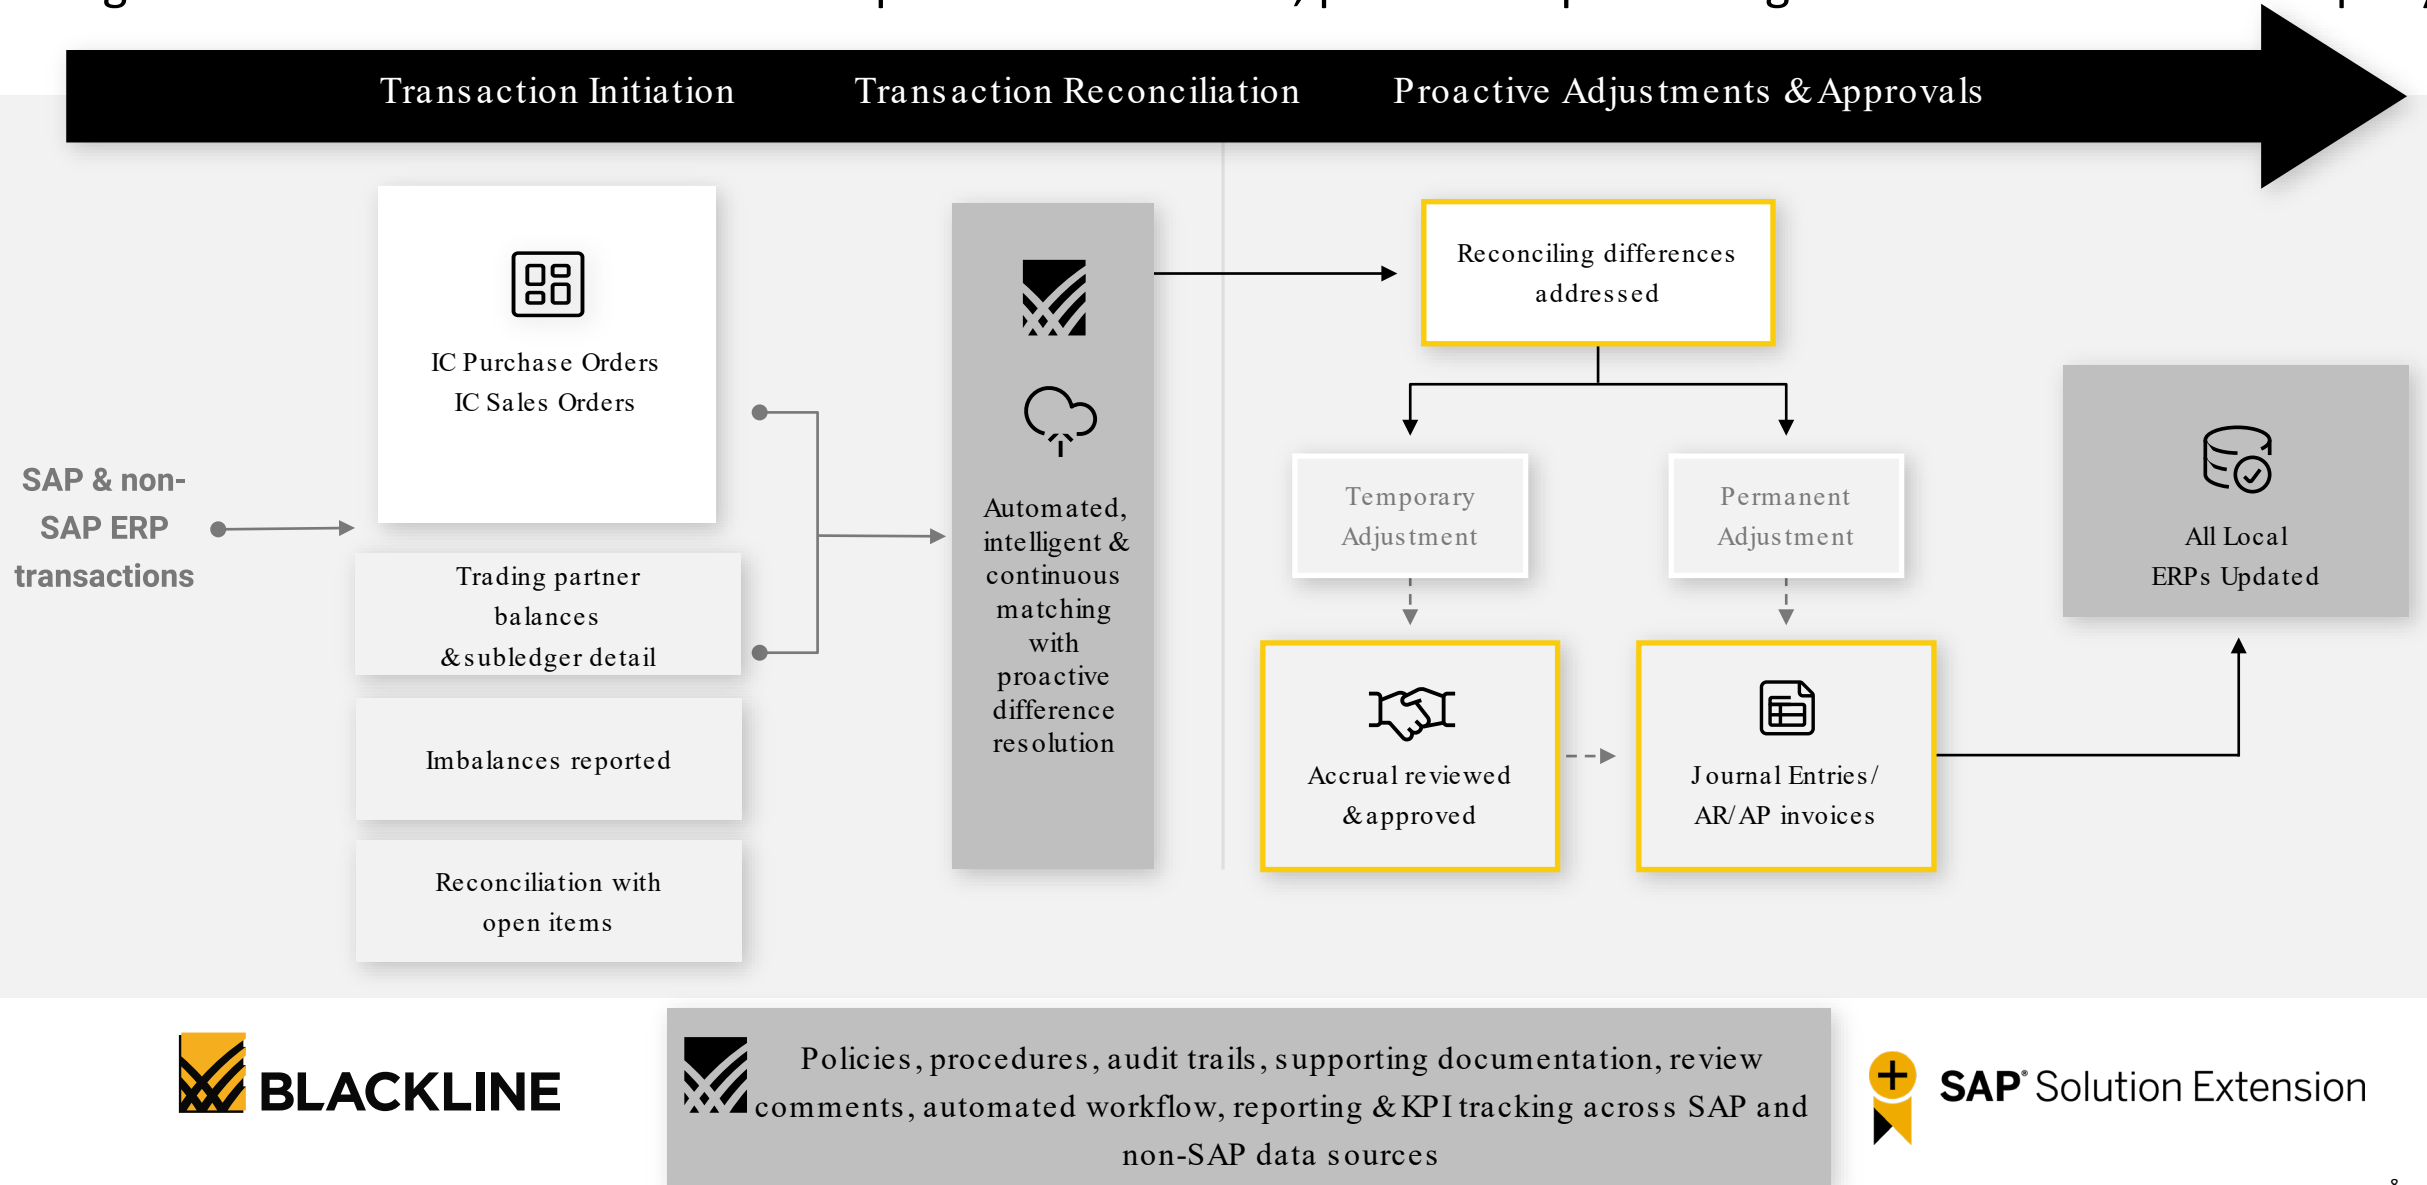 Transaction Initiation
Transaction Reconciliation
Proactive Adjustments & Approvals
SAP & non-
SAP ERP
transactions
IC Purchase Orders
IC Sales Orders
Trading partner
balances
& subledger detail
Imbalances reported
Reconciliation with
open items
Automated,
intelligent &
continuous
matching
with
proactive
difference
resolution
Reconciling differences
addressed
Temporary
Adjustment
Permanent
Adjustment
Accrual reviewed
& approved
Journal Entries/
AR/AP invoices
All Local
ERPs Updated
BLACKLINE
Policies, procedures, audit trails, supporting documentation, review
comments, automated workflow, reporting & KPI tracking across SAP and
non-SAP data sources
SAP® Solution Extension